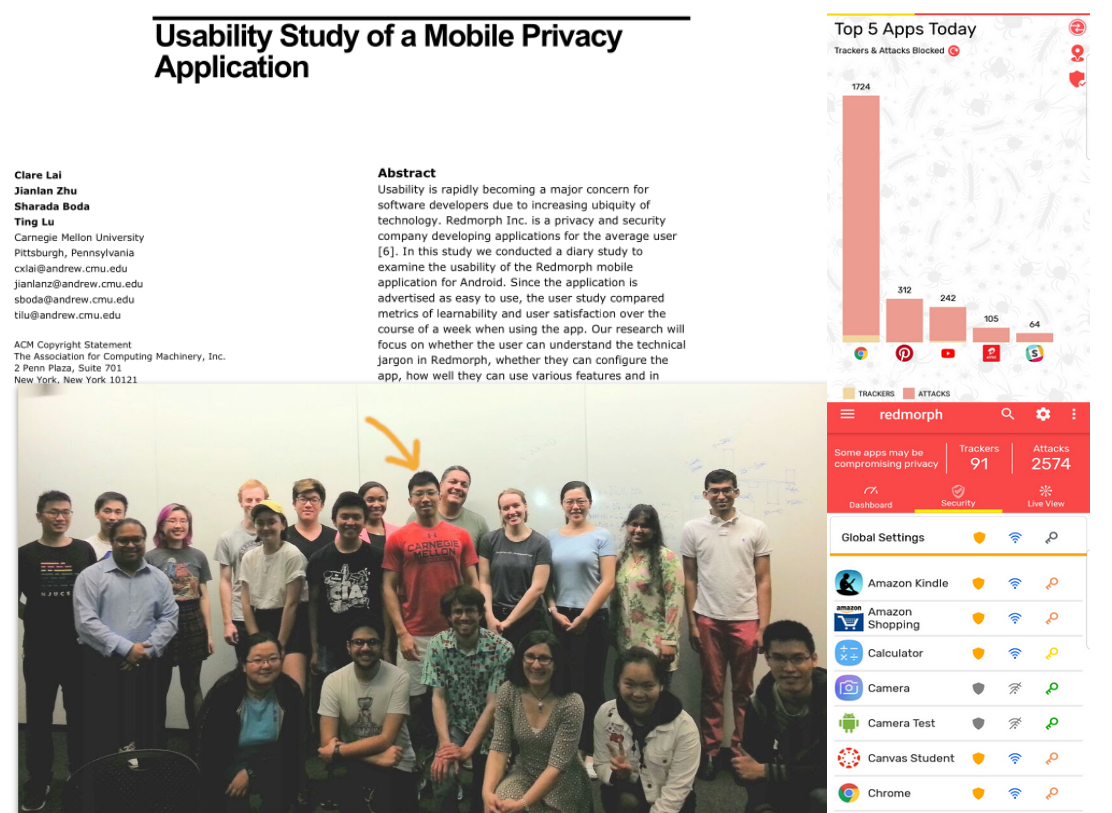 Usability Study of a Mobile Privacy
Application
Clare Lai
Jianlan Zhu
Sharada Boda
Ting Lu
Carnegie Mellon University
Pittsburgh, Pennsylvania
cxlai@andrew.cmu.edu
jianlanz@andrew.cmu.edu
sboda@andrew.cmu.edu
tilu@andrew.cmu.edu
ACM Copyright Statement
The Association for Computing Machinery, Inc.
2 Penn Plaza, Suite 701
New York, New York 10121
Abstract
Usability is rapidly becoming a major concern for
software developers due to increasing ubiquity of
technology. Redmorph Inc. is a privacy and security
company developing applications for the average user
[6]. In this study we conducted a diary study to
examine the usability of the Redmorph mobile
application for Android. Since the application is
advertised as easy to use, the user study compared
metrics of learnability and user satisfaction over the
course of a week when using the app. Our research will
focus on whether the user can understand the technical
jargon in Redmorph, whether they can configure the
app, how well they can use various features and in
CARNEGIE
MELLON
CIA
Top 5 Apps Today
Trackers & Attacks Blocked
1724
312
242
105
64
TRACKERS ATTACKS
redmorph
Some apps may be
compromising privacy
Trackers
91
Attacks
2574
Dashboard
Security
Live View
Global Settings
Amazon Kindle
amazon
Amazon
Shopping
Calculator
Camera
Camera Test
Canvas Student
Chrome